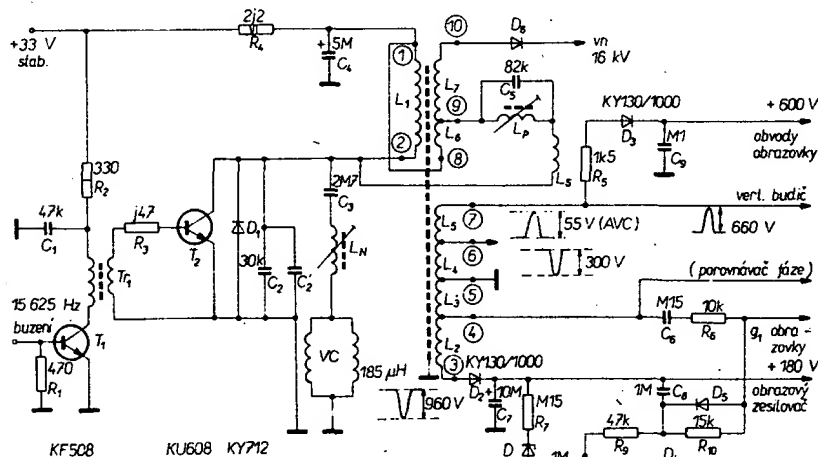 2j2
R4
+33 V
stab.
+
5M
C4
1
L1
2
10
D8
vn
16 kV
L7
82k
C5
9
L6
Lp
8
L5
KY130/1000
D3
+600 V
obvody
obrazovky
M1
C9
1k5
R5
330
R2
47k
C1
j47
R3
T2
Tr1
D1
30k
C2
C2'
2M7
C3
LN
15 625 Hz
buzení
T1
470
R1
VC
185 µH
960 V
7
L5
6
L4
5
L3
4
L2
3
55 V (AVC)
300 V
vert. budič
660 V
(porovnávač fáze)
M15
C6
10k
R6
g1 obra-
zovky
+180 V
obrazový
zesilovač
KY130/1000
D2
+
10M
C7
M15
R7
D
1M
C8
D5
47k
R9
15k
R10
1M
D
KF508
KU608
KY712